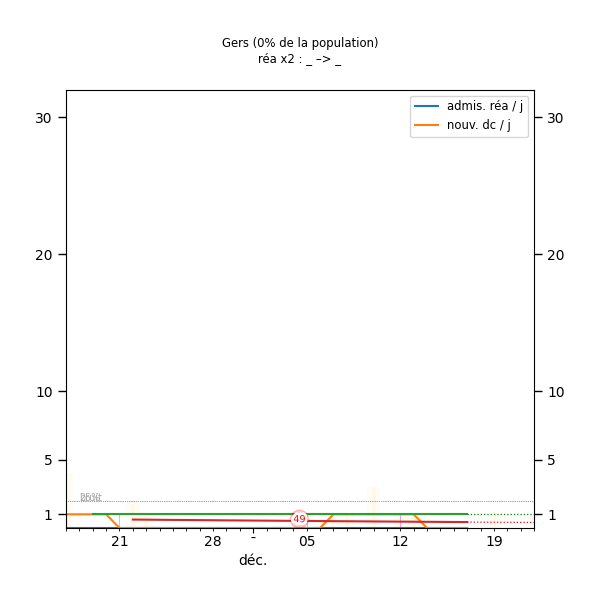 Gers (0% de la population)
réa x2 : _ –> _
admis. réa / j
nouv. dc / j
30 30
20 20
10 10
5 5
1 1
49
21 28 - 05 12 19
déc.